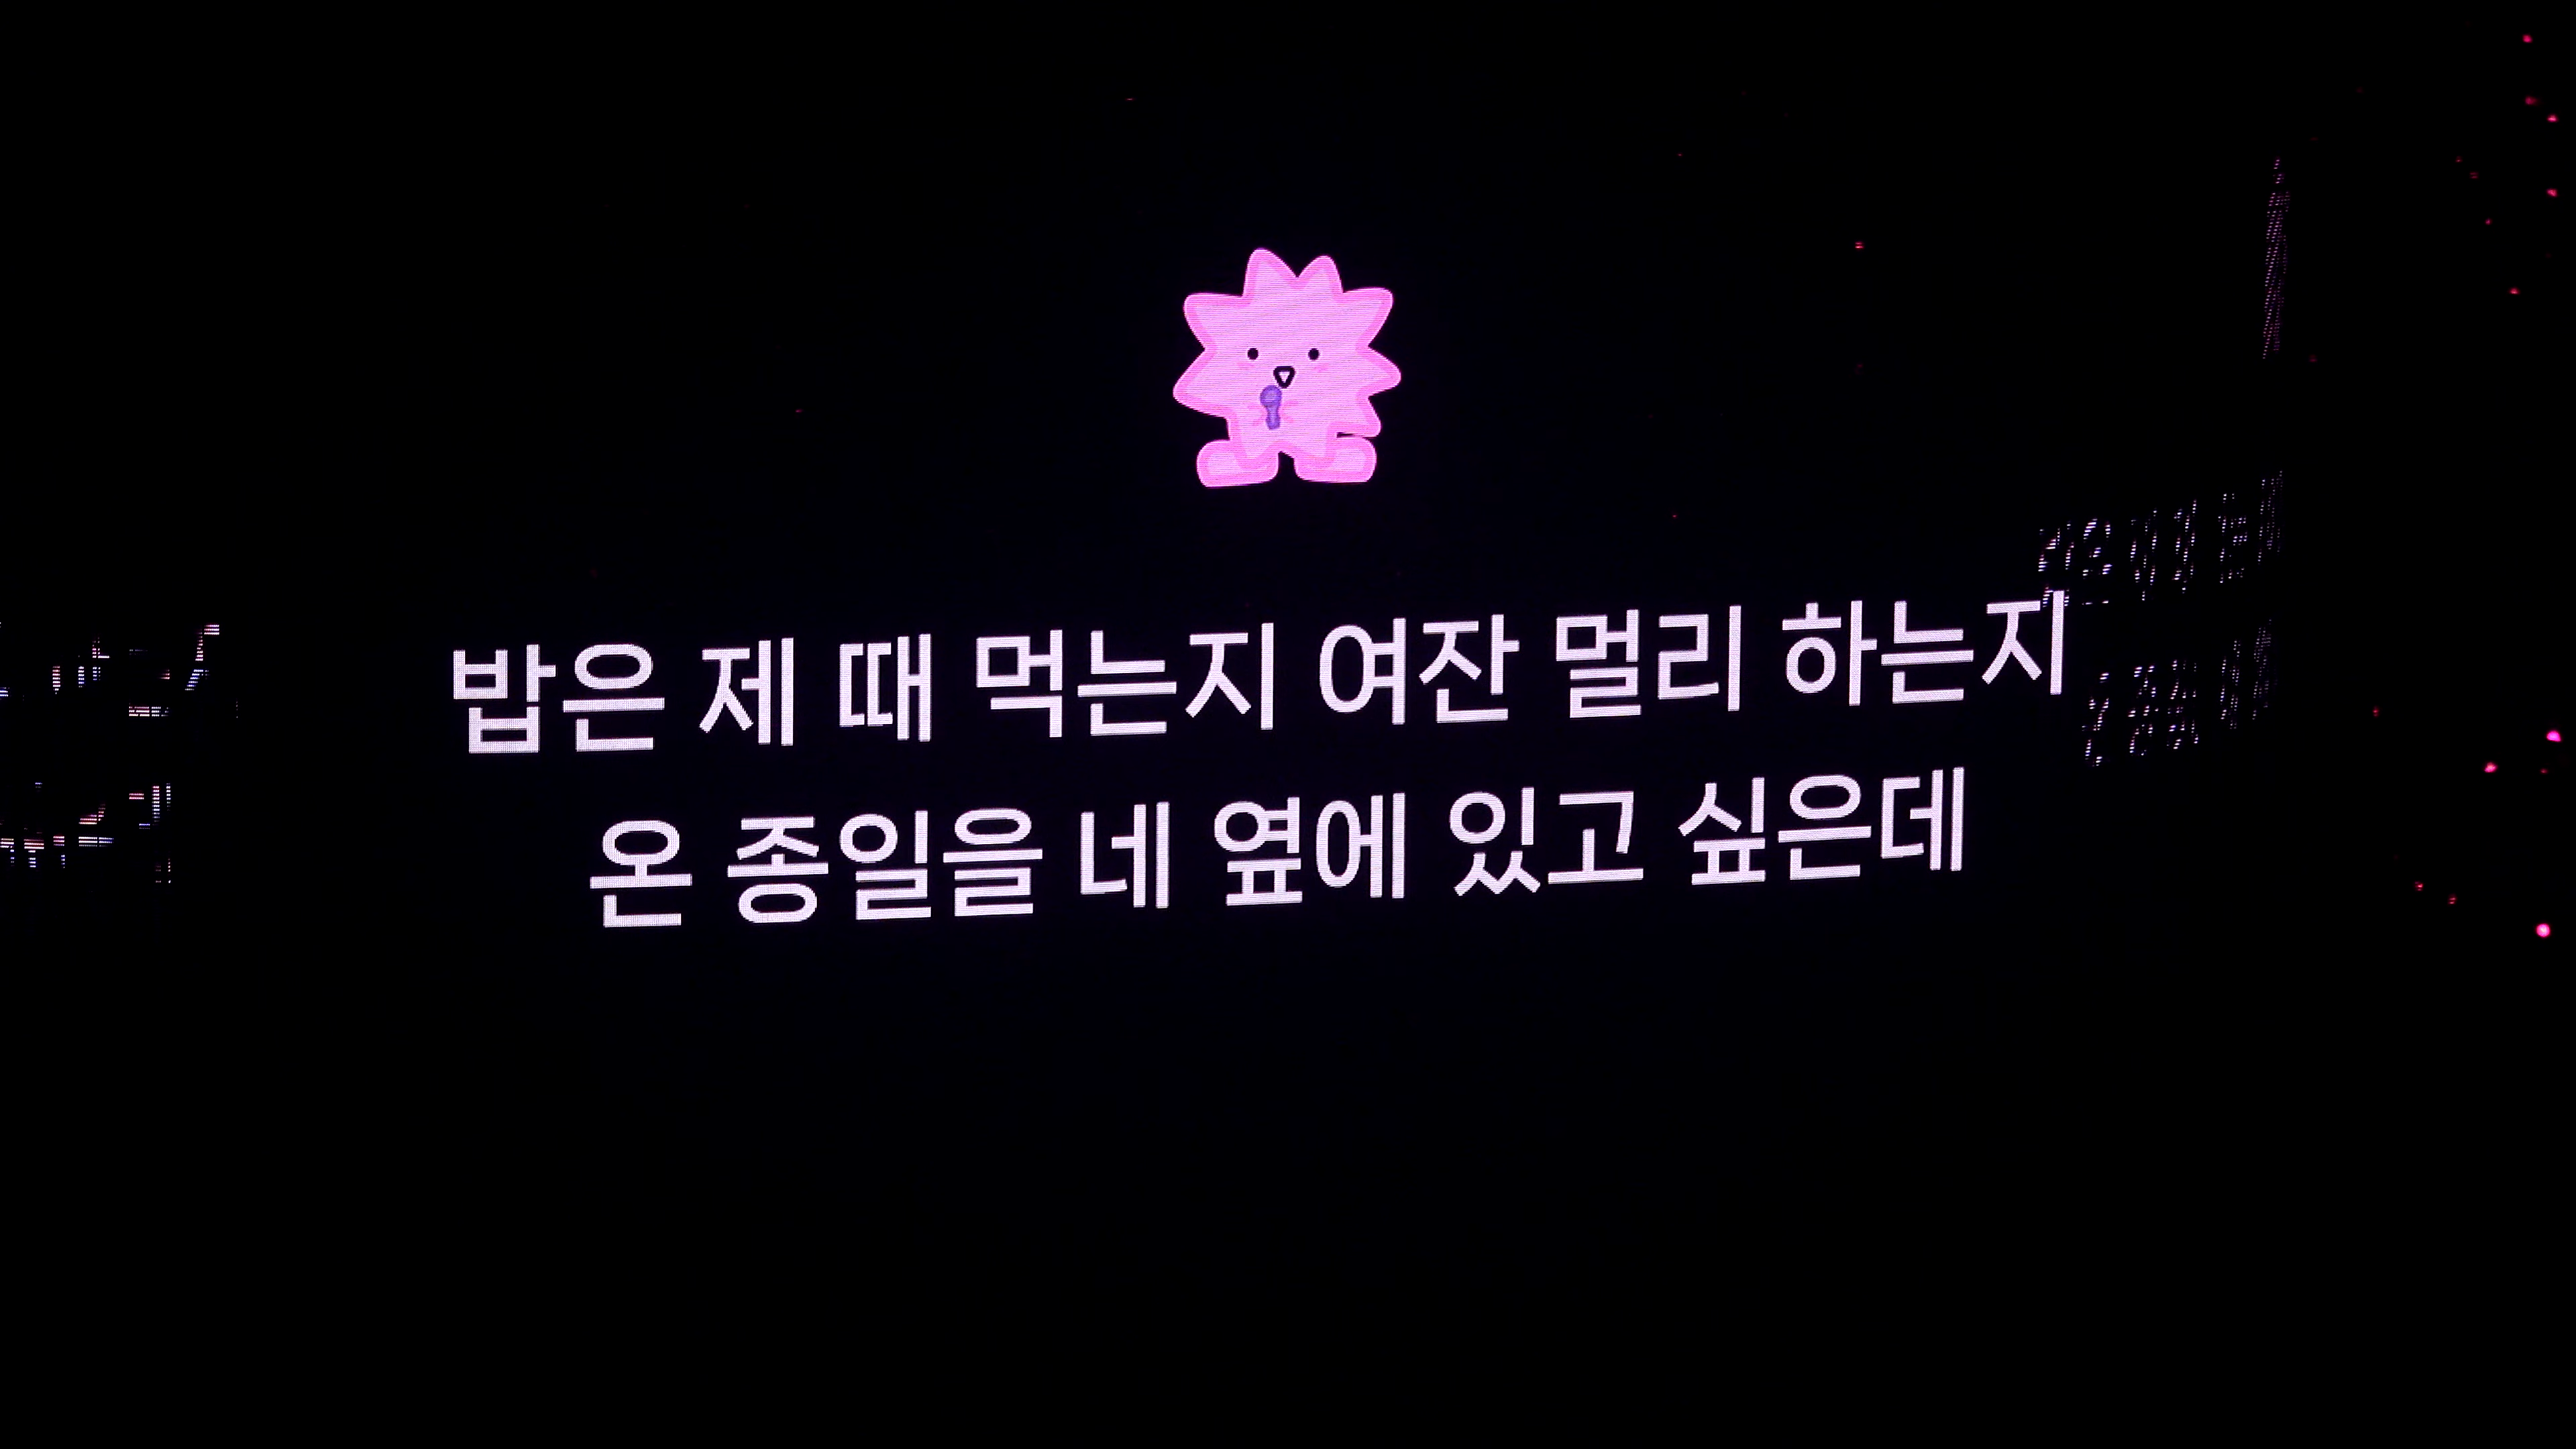 밥은 제 때 먹는지 여잔 멀리 하는지
온 종일을 네 옆에 있고 싶은데